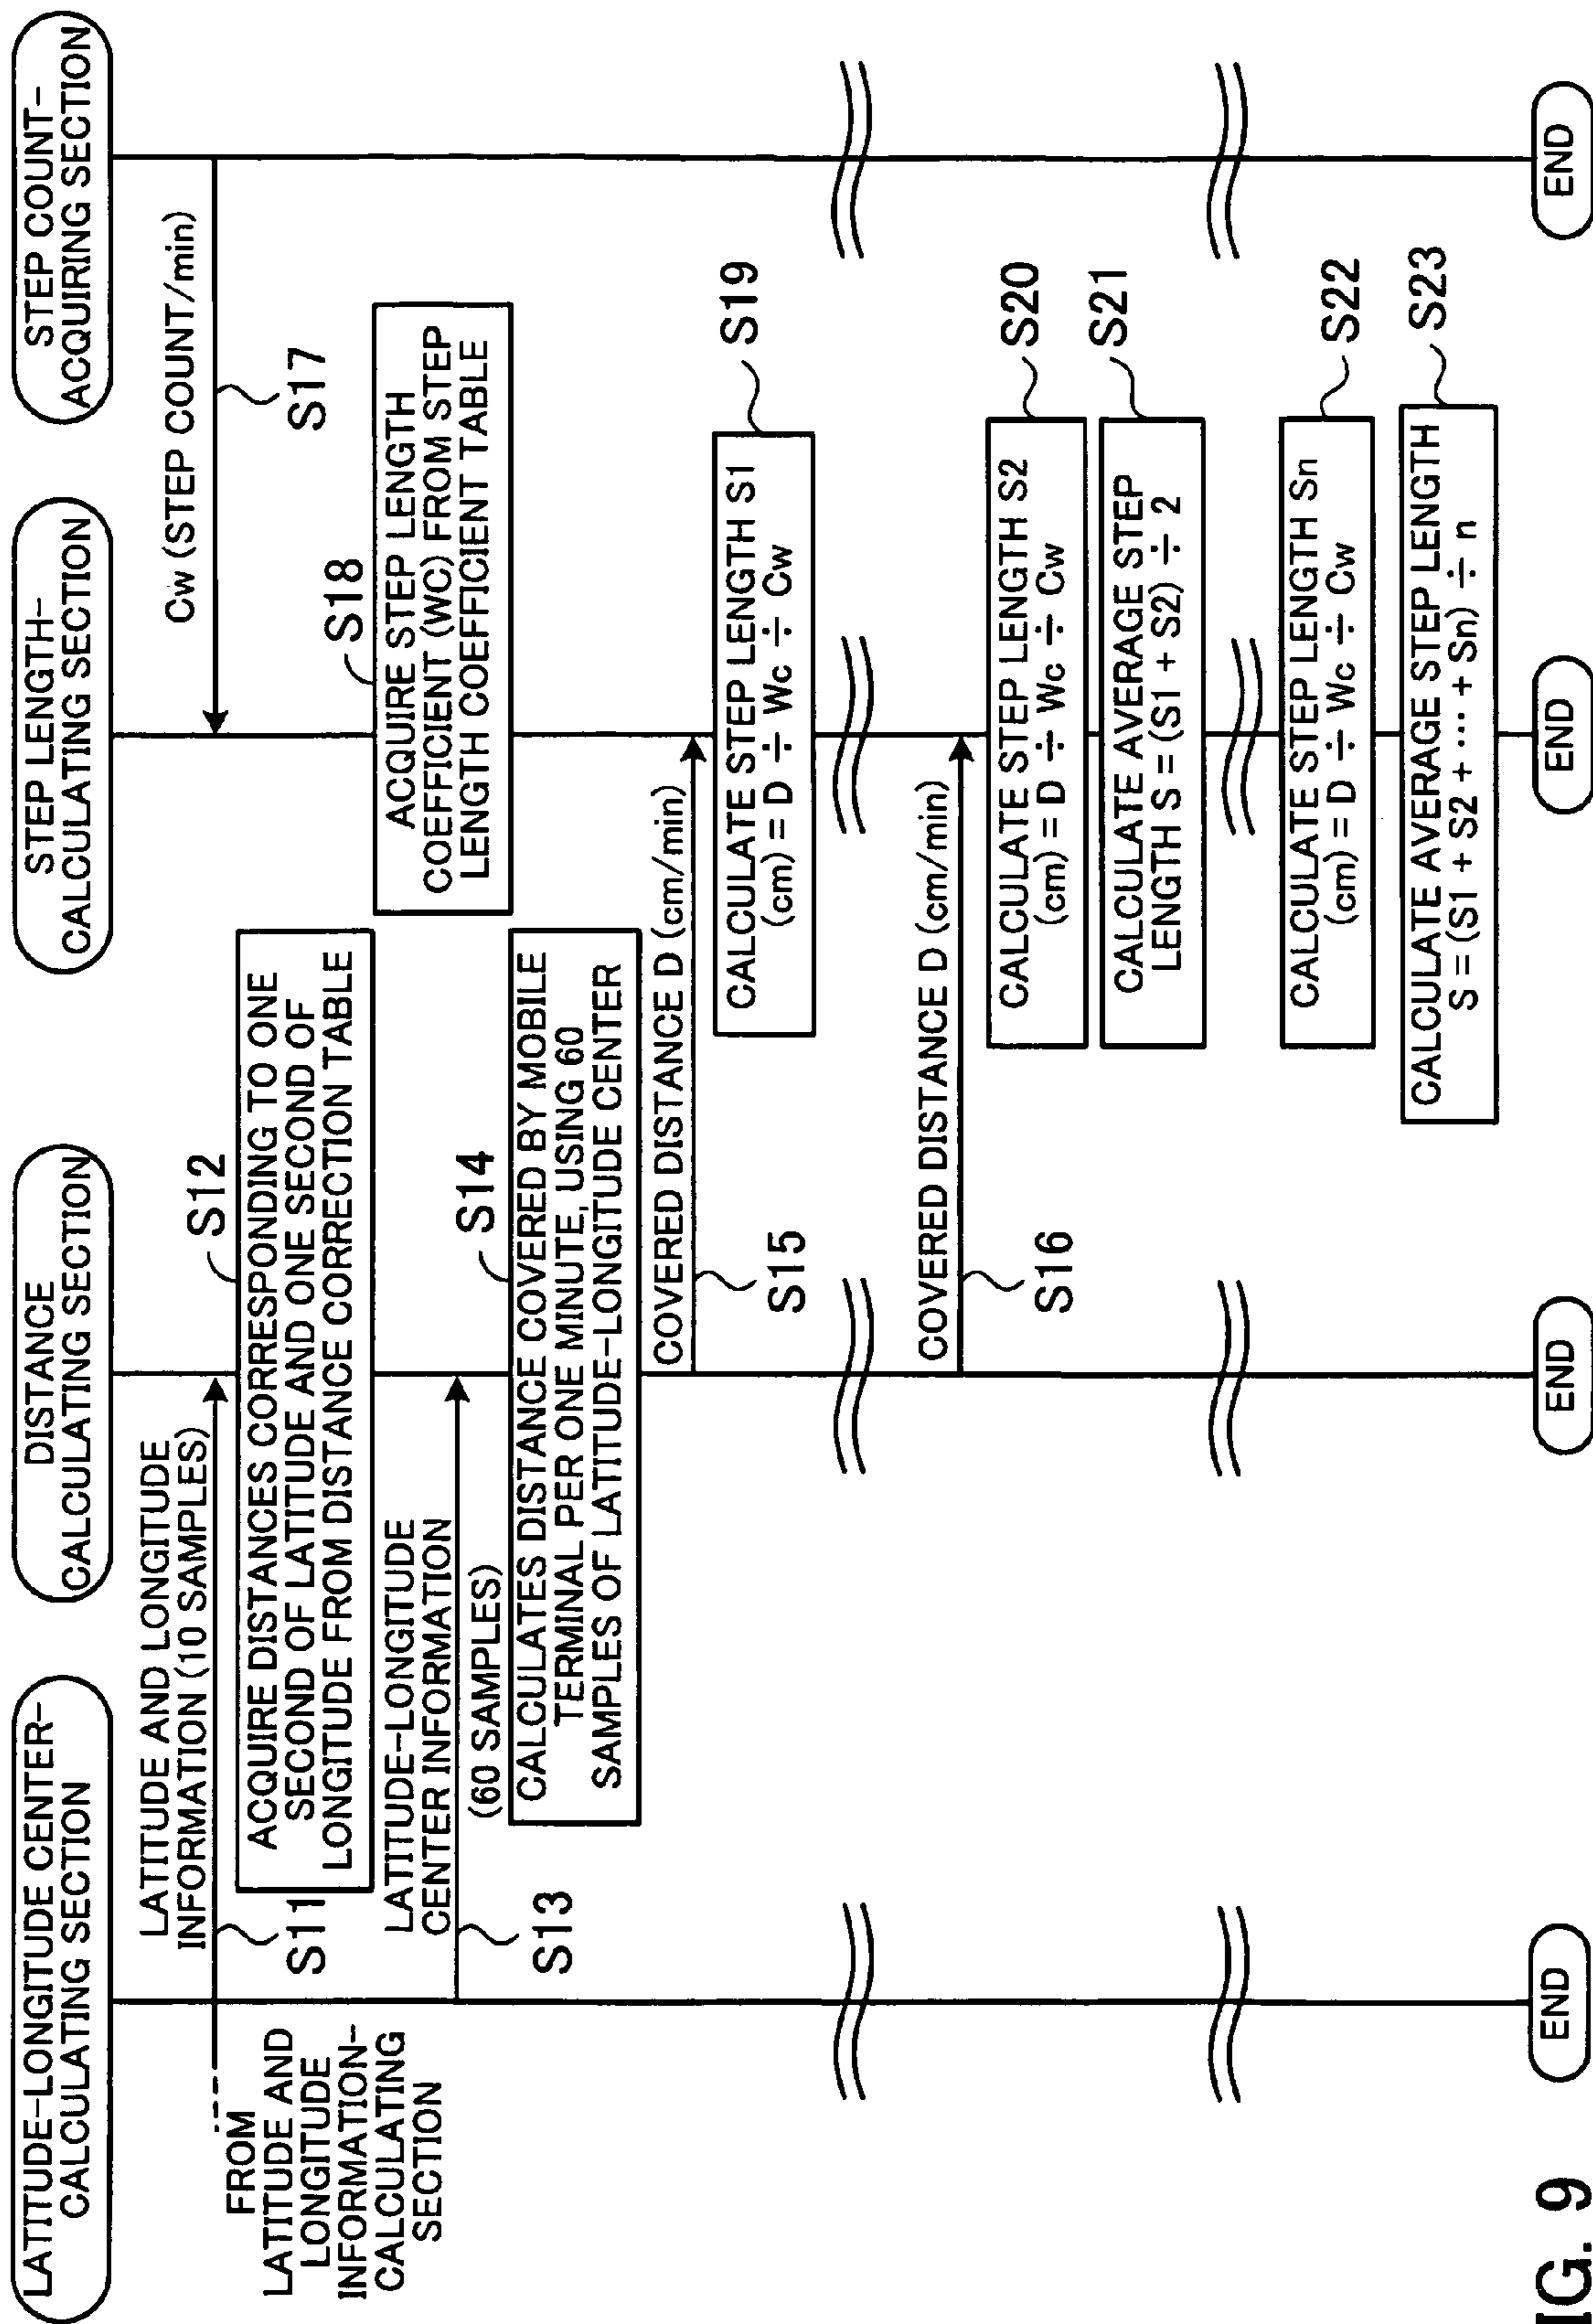 LATITUDE-LONGITUDE CENTER-
CALCULATING SECTION
DISTANCE
CALCULATING SECTION
STEP LENGTH-
CALCULATING SECTION
STEP COUNT-
ACQUIRING SECTION
FROM
LATITUDE AND
LONGITUDE
INFORMATION-
CALCULATING
SECTION
LATITUDE AND LONGITUDE
INFORMATION (10 SAMPLES)
S11
S12
ACQUIRE DISTANCES CORRESPONDING TO ONE
SECOND OF LATITUDE AND ONE SECOND OF
LONGITUDE FROM DISTANCE CORRECTION TABLE
LATITUDE-LONGITUDE
CENTER INFORMATION
(60 SAMPLES)
S13
S14
CALCULATES DISTANCE COVERED BY MOBILE
TERMINAL PER ONE MINUTE, USING 60
SAMPLES OF LATITUDE-LONGITUDE CENTER
Cw (STEP COUNT/min)
S17
S18
ACQUIRE STEP LENGTH
COEFFICIENT (WC) FROM STEP
LENGTH COEFFICIENT TABLE
COVERED DISTANCE D (cm/min)
S15
CALCULATE STEP LENGTH S1
(cm) = D ÷ Wc ÷ Cw
S19
COVERED DISTANCE D (cm/min)
S16
CALCULATE STEP LENGTH S2
(cm) = D ÷ Wc ÷ Cw
S20
CALCULATE AVERAGE STEP
LENGTH S = (S1 + S2) ÷ 2
S21
CALCULATE STEP LENGTH Sn
(cm) = D ÷ Wc ÷ Cw
S22
CALCULATE AVERAGE STEP LENGTH
S = (S1 + S2 + ··· + Sn) ÷ n
S23
END
END
END
END
IG. 9